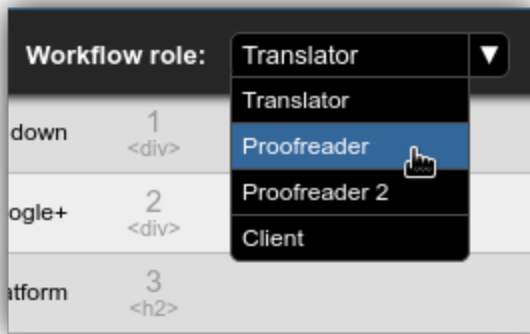 Workflow role: Translator ▼
Translator
down 1
<div>
Proofreader
ogle+ 2
<div>
Proofreader 2
Client
atform 3
<h2>